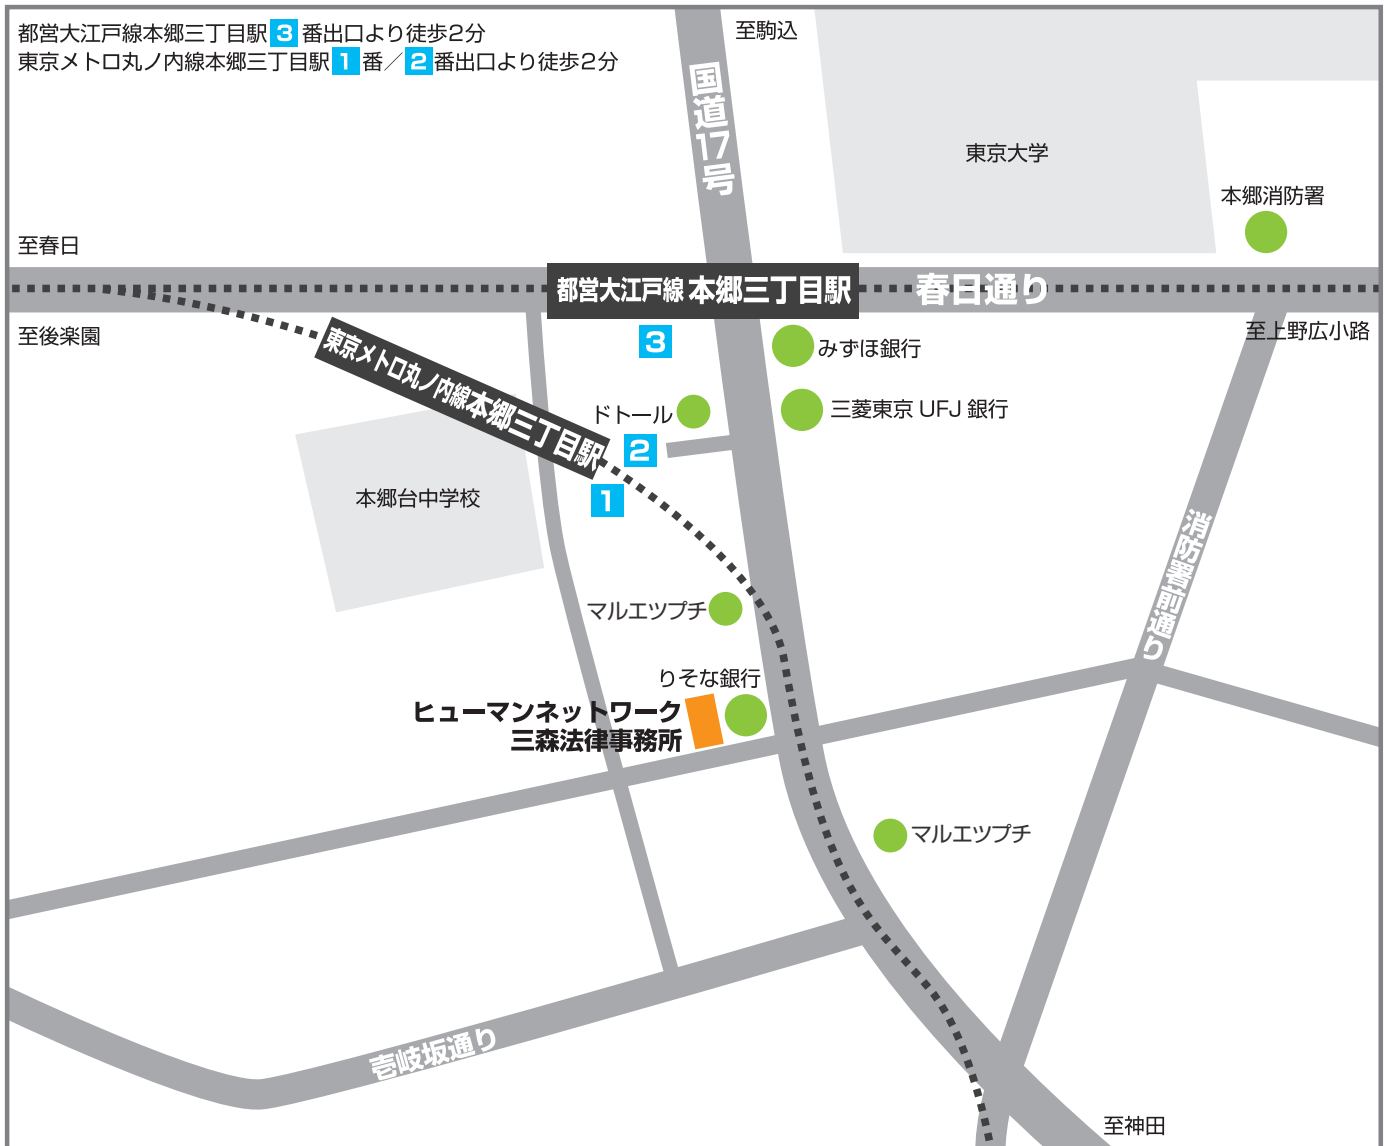 都営大江戸線本郷三丁目駅3番出口より徒歩2分
東京メトロ丸ノ内線本郷三丁目駅1番／2番出口より徒歩2分
至駒込
国道17号
東京大学
本郷消防署
至春日
都営大江戸線 本郷三丁目駅
春日通り
至後楽園
至上野広小路
東京メトロ丸ノ内線本郷三丁目駅
3
みずほ銀行
ドトール
三菱東京 UFJ 銀行
2
1
本郷台中学校
消防署前通り
マルエツプチ
りそな銀行
ヒューマンネットワーク
三森法律事務所
マルエツプチ
壱岐坂通り
至神田